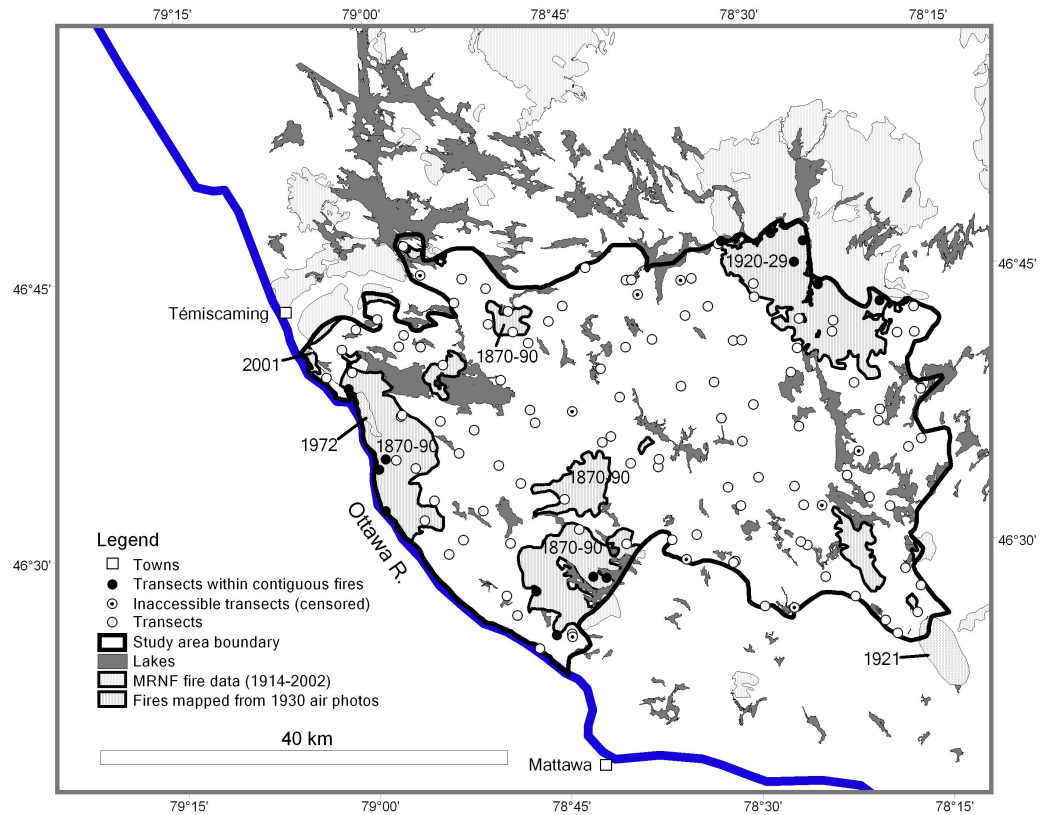 79°15' 79°00' 78°45' 78°30' 78°15'
1920-29
46°45'
46°45'
Témiscaming
1870-90
2001
1972
1870-90
1870-90
Ottawa R.
1870-90
46°30'
46°30'
Legend
Towns
Transects within contiguous fires
Inaccessible transects (censored)
Transects
Study area boundary
Lakes
MRNF fire data (1914-2002)
Fires mapped from 1930 air photos
1921
40 km
Mattawa
79°15' 79°00' 78°45' 78°30' 78°15'